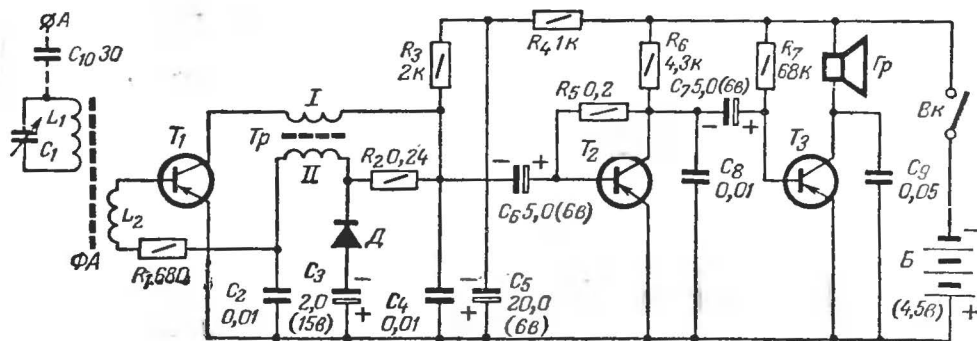 ФА
C10 30
L1
C1
T1
L2
ФА
R1 680
I
Тр
II
R3
2к
R2 0,24
Д
C2
0,01
C3
2,0
(15в)
C4
0,01
C5
20,0
(6в)
R4 1к
R5 0,2
C6 5,0(6в)
R6
4,3к
T2
C7 5,0(6в)
C8
0,01
R7
68к
T3
Гр
C9
0,05
Вк
Б
(4,5в)